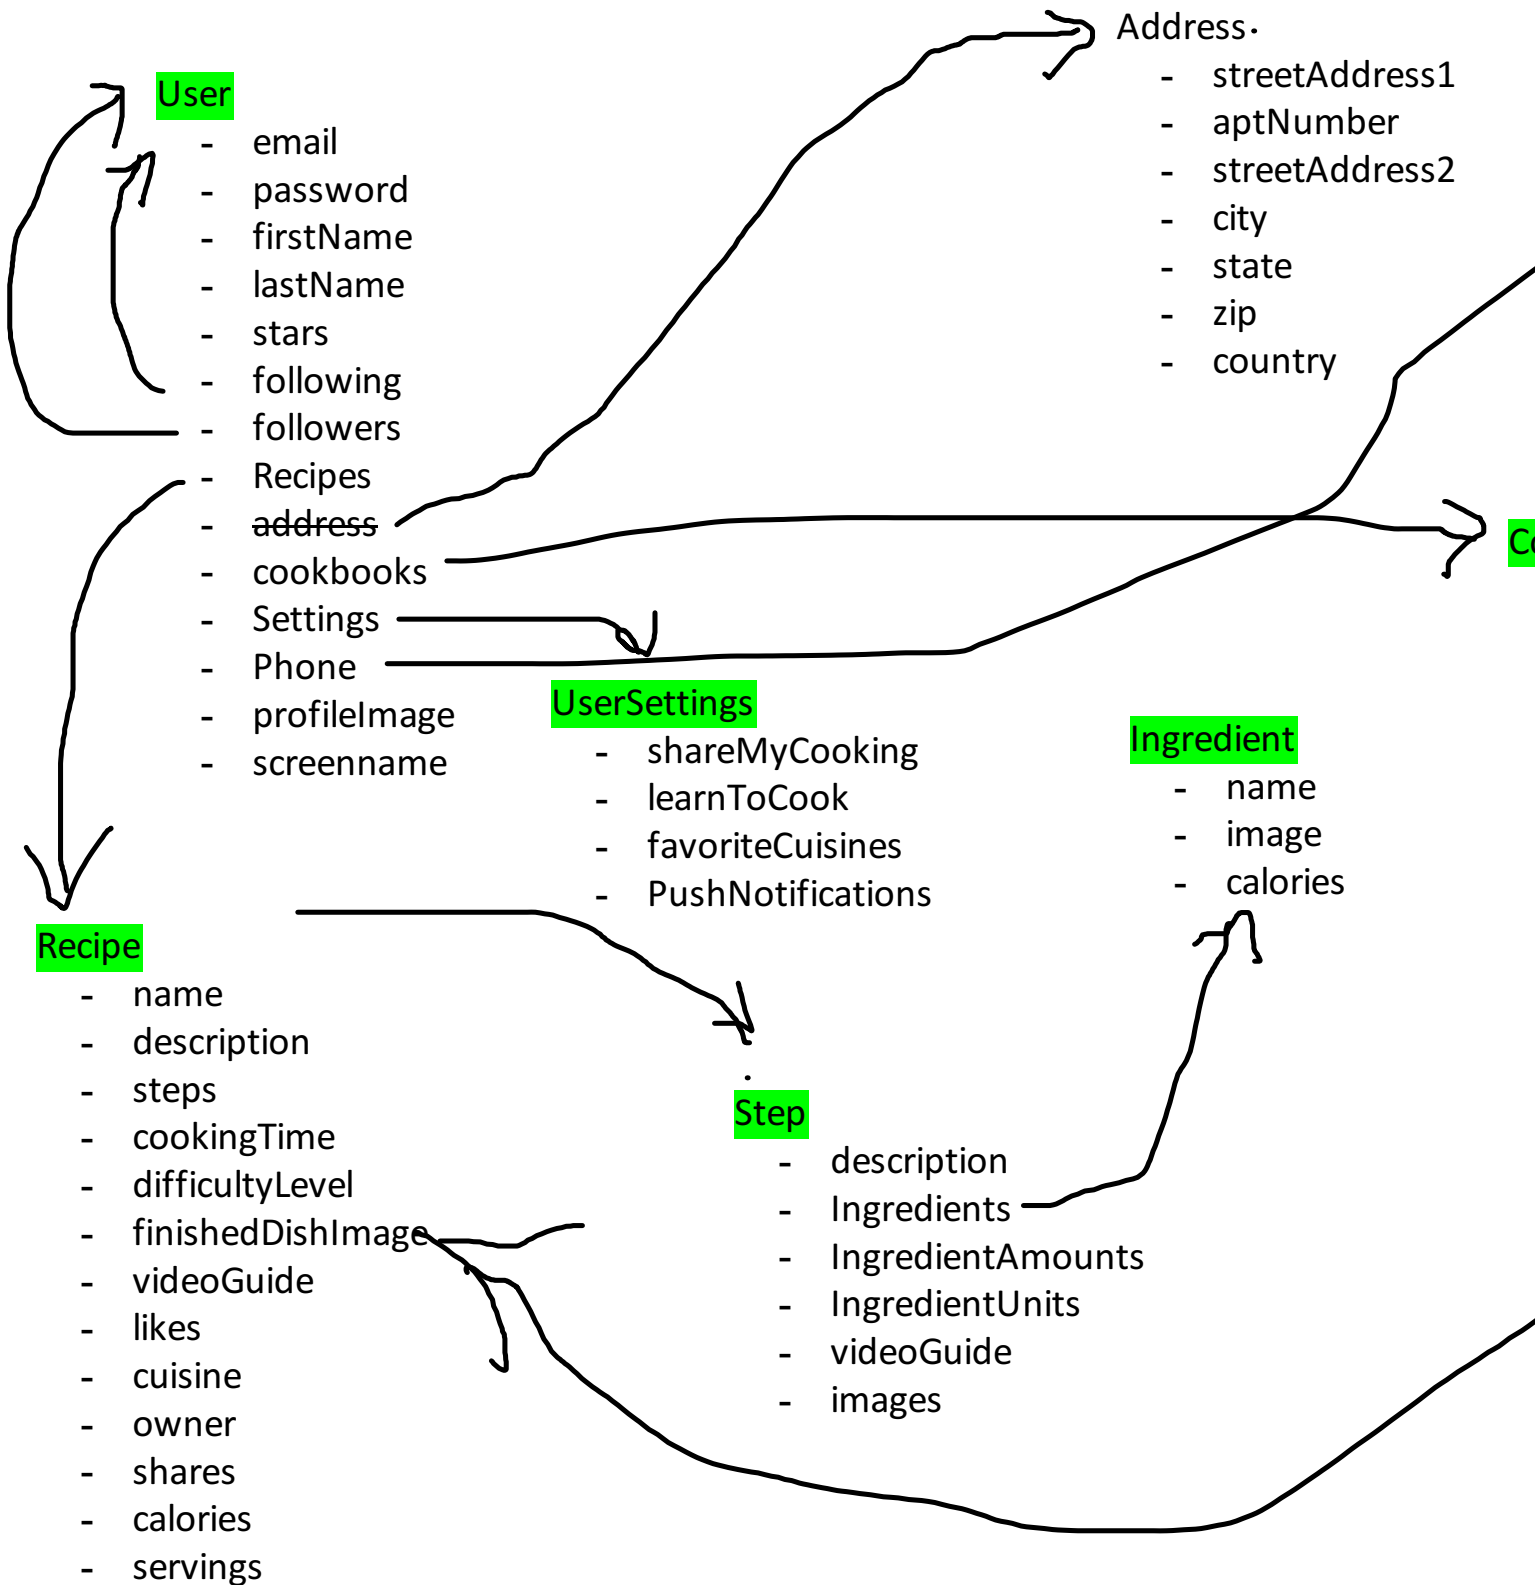 User
- email
- password
- firstName
- lastName
- stars
- following
- followers
- Recipes
- address
- cookbooks
- Settings
- Phone
- profileImage
- screenname
Address
- streetAddress1
- aptNumber
- streetAddress2
- city
- state
- zip
- country
UserSettings
- shareMyCooking
- learnToCook
- favoriteCuisines
- PushNotifications
Ingredient
- name
- image
- calories
Recipe
- name
- description
- steps
- cookingTime
- difficultyLevel
- finishedDishImage
- videoGuide
- likes
- cuisine
- owner
- shares
- calories
- servings
Step
- description
- Ingredients
- IngredientAmounts
- IngredientUnits
- videoGuide
- images